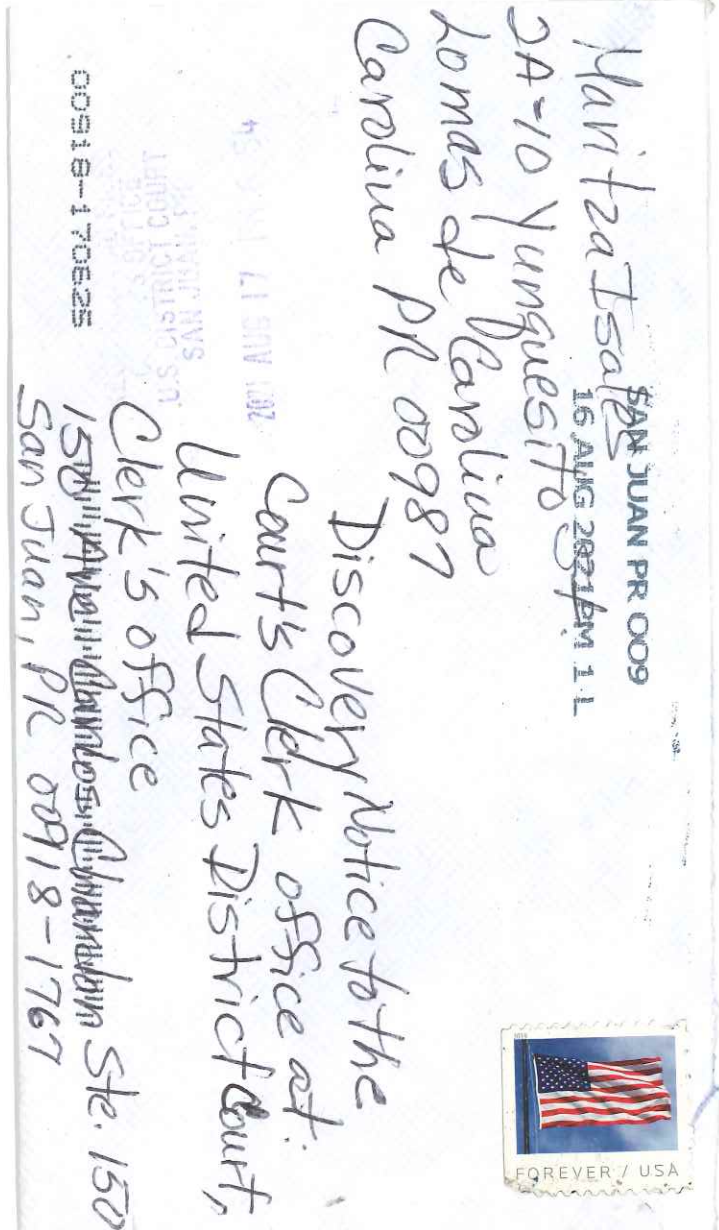 Maritza Isales
2A-10 Yunquesito
Lomas de Carolina
Carolina PR 00987
SAN JUAN PR 009
16 AUG 2021 PM 1 L
FOREVER / USA
U.S. DISTRICT COURT
SAN JUAN, PR
2021 AUG 17
Discovery Notice to the
Court's Clerk office at:
United States District Court,
Clerk's office
150 Ave. Carlos Chardon Ste. 150
San Juan, PR 00918-1767
00918-170625